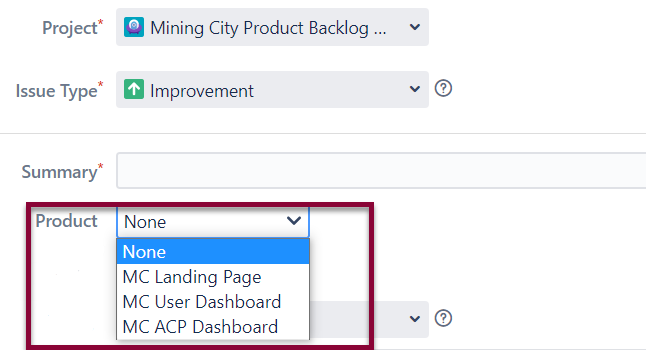 Project*
Mining City Product Backlog ...
Issue Type*
Improvement
Summary*
Product
None
None
MC Landing Page
MC User Dashboard
MC ACP Dashboard